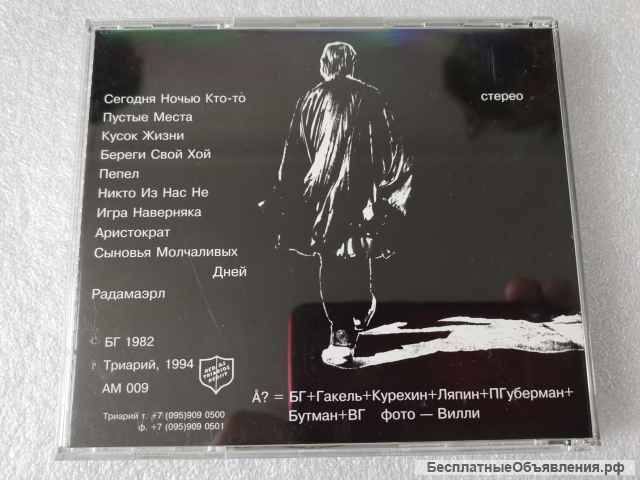 Сегодня Ночью Кто-то
стерео
Пустые Места
Кусок Жизни
Береги Свой Хой
Пепел
Никто Из Нас Не
Игра Наверняка
Аристократ
Сыновья Молчаливых
Дней
Радамаэрл
© БГ 1982
℗ Триарий, 1994
АМ 009
Триарий т. +7 (095)909 0500
ф. +7 (095)909 0501
Å? = БГ+Гакель+Курехин+Ляпин+ПГуберман+
Бутман+ВГ фото — Вилли
БесплатныеОбъявления.рф